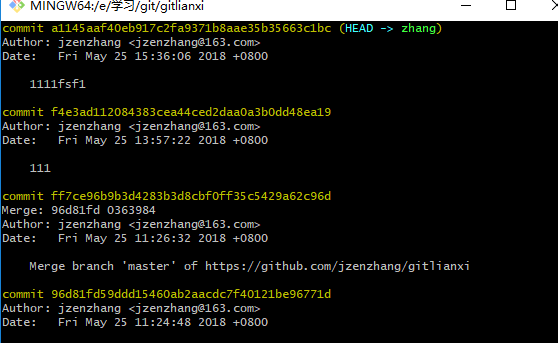 MINGW64:/e/学习/git/gitlianxi
commit a1145aaf40eb917c2fa9371b8aae35b35663c1bc (HEAD -> zhang)
Author: jzenzhang <jzenzhang@163.com>
Date:   Fri May 25 15:36:06 2018 +0800
1111fsf1
commit f4e3ad112084383cea44ced2daa0a3b0dd48ea19
Author: jzenzhang <jzenzhang@163.com>
Date:   Fri May 25 13:57:22 2018 +0800
111
commit ff7ce96b9b3d4283b3d8cbf0ff35c5429a62c96d
Merge: 96d81fd 0363984
Author: jzenzhang <jzenzhang@163.com>
Date:   Fri May 25 11:26:32 2018 +0800
Merge branch 'master' of https://github.com/jzenzhang/gitlianxi
commit 96d81fd59ddd15460ab2aacdc7f40121be96771d
Author: jzenzhang <jzenzhang@163.com>
Date:   Fri May 25 11:24:48 2018 +0800